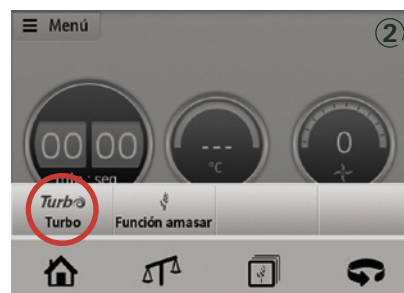 Menú
2
00 00
---
0
°C
min : seg
Turbo
Turbo
Función amasar